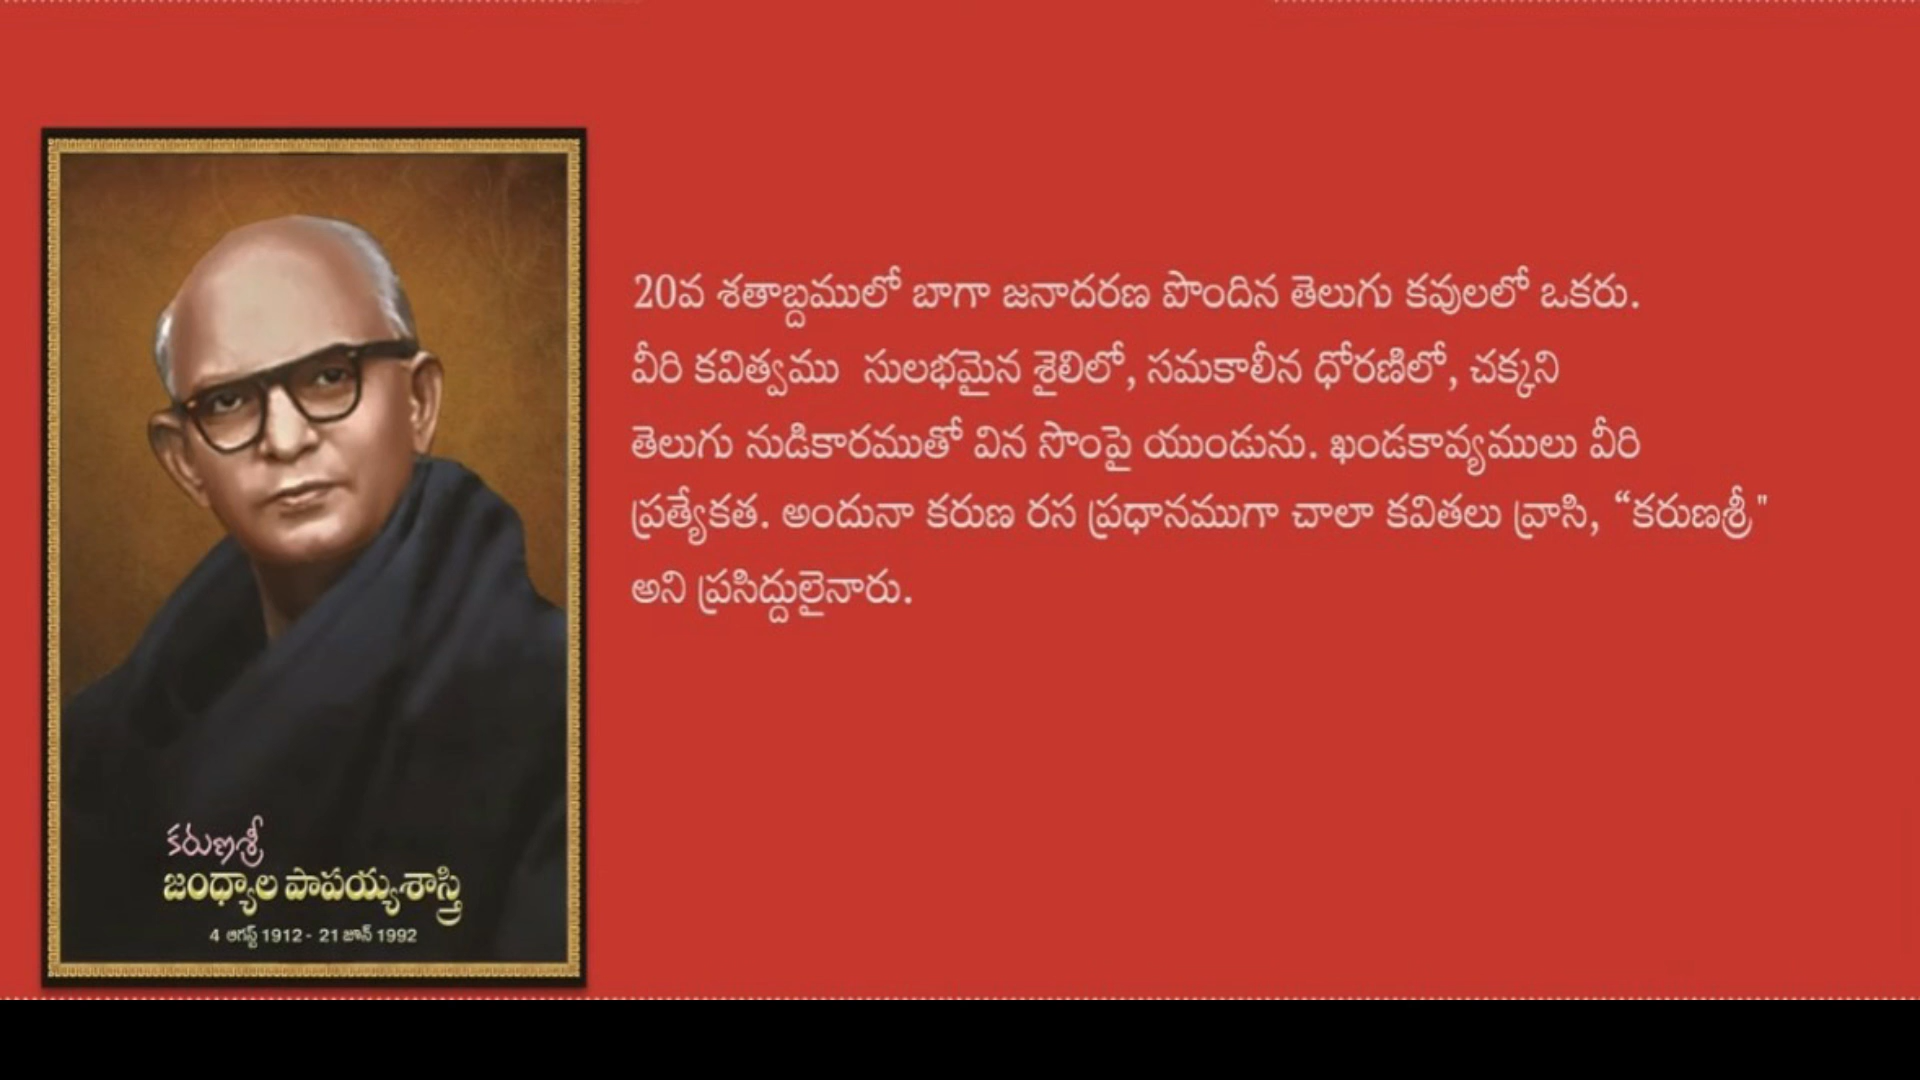 20వ శతాబ్దములో బాగా జనాదరణ పొందిన తెలుగు కవులలో ఒకరు.
వీరి కవిత్వము సులభమైన శైలిలో, సమకాలీన ధోరణిలో, చక్కని
తెలుగు నుడికారముతో విన సొంపై యుండును. ఖండకావ్యములు వీరి
ప్రత్యేకత. అందునా కరుణ రస ప్రధానముగా చాలా కవితలు వ్రాసి, “కరుణశ్రీ"
అని ప్రసిద్దులైనారు.
కరుణశ్రీ
జంధ్యాల పాపయ్యశాస్త్రి
4 ఆగస్ట్ 1912 - 21 జూన్ 1992